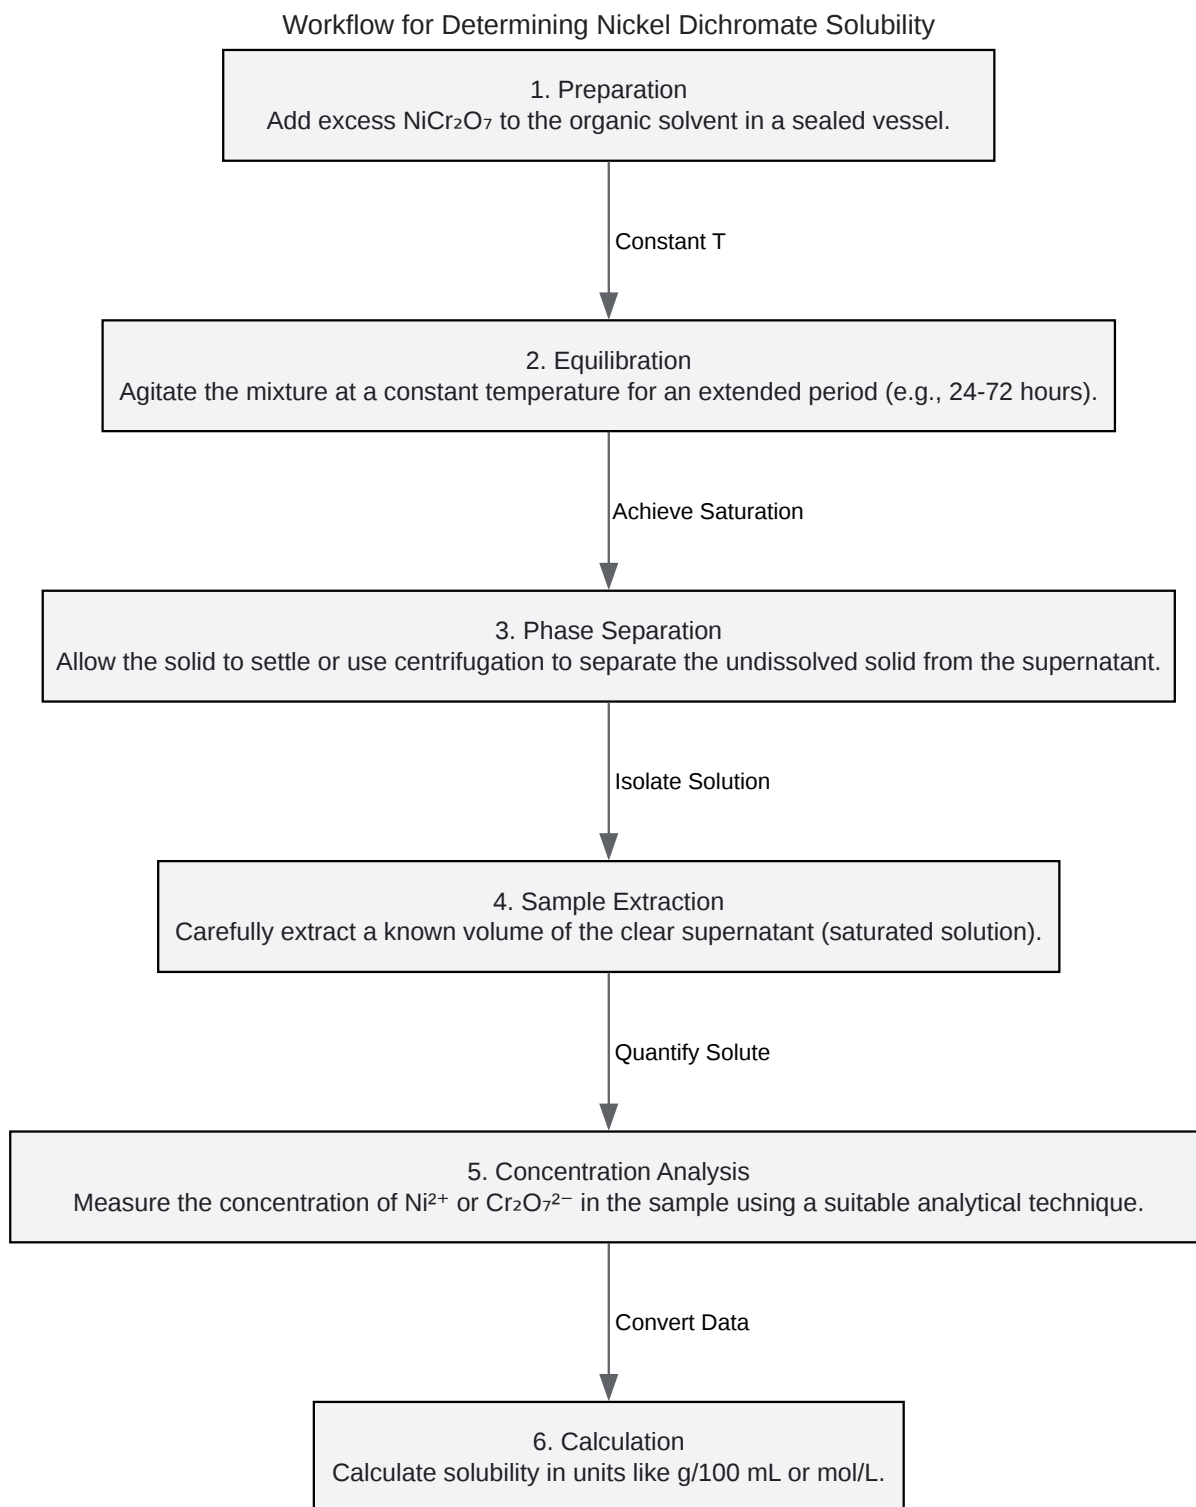 Workflow for Determining Nickel Dichromate Solubility
1. Preparation
Add excess NiCr₂O₇ to the organic solvent in a sealed vessel.
Constant T
2. Equilibration
Agitate the mixture at a constant temperature for an extended period (e.g., 24-72 hours).
Achieve Saturation
3. Phase Separation
Allow the solid to settle or use centrifugation to separate the undissolved solid from the supernatant.
Isolate Solution
4. Sample Extraction
Carefully extract a known volume of the clear supernatant (saturated solution).
Quantify Solute
5. Concentration Analysis
Measure the concentration of Ni²⁺ or Cr₂O₇²⁻ in the sample using a suitable analytical technique.
Convert Data
6. Calculation
Calculate solubility in units like g/100 mL or mol/L.